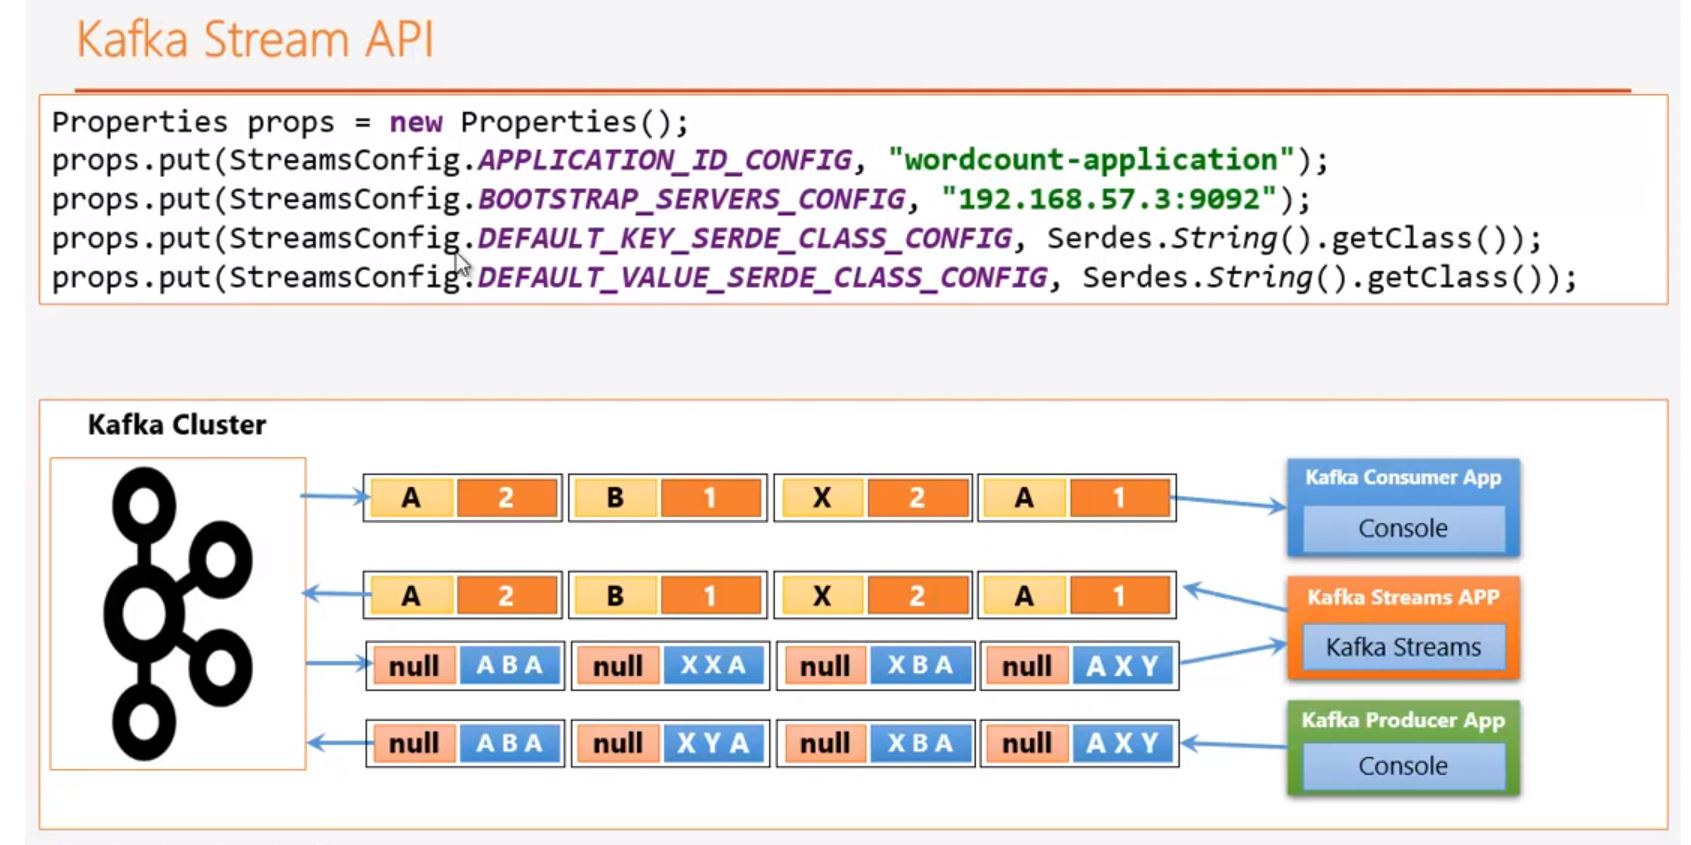 Kafka Stream API
Properties props = new Properties();
props.put(StreamsConfig.APPLICATION_ID_CONFIG, "wordcount-application");
props.put(StreamsConfig.BOOTSTRAP_SERVERS_CONFIG, "192.168.57.3:9092");
props.put(StreamsConfig.DEFAULT_KEY_SERDE_CLASS_CONFIG, Serdes.String().getClass());
props.put(StreamsConfig.DEFAULT_VALUE_SERDE_CLASS_CONFIG, Serdes.String().getClass());
Kafka Cluster
A 2 B 1 X 2 A 1
Kafka Consumer App
Console
A 2 B 1 X 2 A 1
Kafka Streams APP
Kafka Streams
null A B A null X X A null X B A null A X Y
Kafka Producer App
null A B A null X Y A null X B A null A X Y
Console